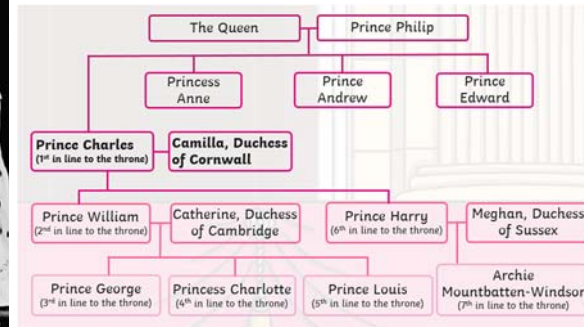 The Queen
Prince Philip
Princess
Anne
Prince
Andrew
Prince
Edward
Prince Charles
(1st in line to the throne)
Camilla, Duchess
of Cornwall
Prince William
(2nd in line to the throne)
Catherine, Duchess
of Cambridge
Prince Harry
(6th in line to the throne)
Meghan, Duchess
of Sussex
Prince George
(3rd in line to the throne)
Princess Charlotte
(4th in line to the throne)
Prince Louis
(5th in line to the throne)
Archie
Mountbatten-Windsor
(7th in line to the throne)